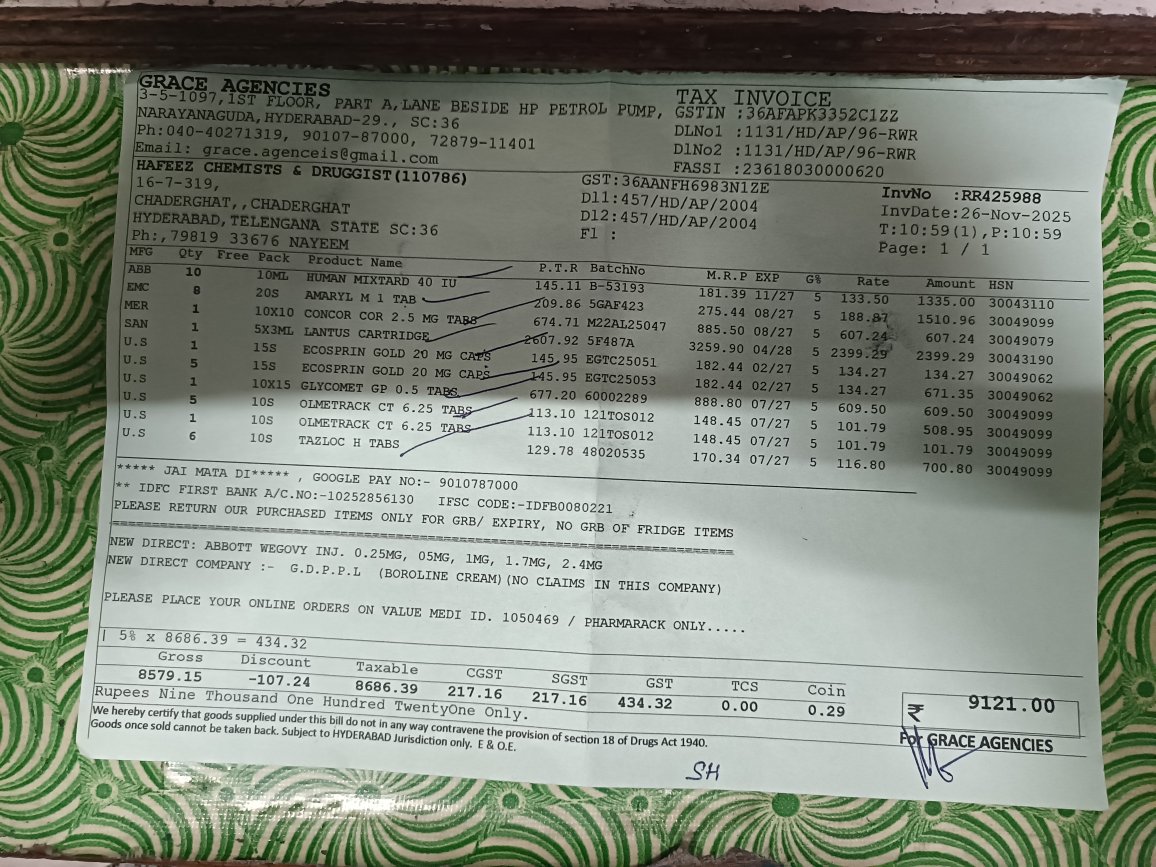 GRACE AGENCIES
3-5-1097,1ST FLOOR, PART A,LANE BESIDE HP PETROL PUMP,
NARAYANAGUDA,HYDERABAD-29., SC:36
Ph:040-40271319, 90107-87000, 72879-11401
Email: grace.agenceis@gmail.com
TAX INVOICE
GSTIN :36AFAPK3352C1ZZ
DLNo1 :1131/HD/AP/96-RWR
DlNo2 :1131/HD/AP/96-RWR
FASSI :23618030000620
HAFEEZ CHEMISTS & DRUGGIST(110786)
16-7-319,
CHADERGHAT,,CHADERGHAT
HYDERABAD,TELENGANA STATE SC:36
Ph:,79819 33676 NAYEEM
GST:36AANFH6983N1ZE
Dl1:457/HD/AP/2004
Dl2:457/HD/AP/2004
Fl :
InvNo :RR425988
InvDate:26-Nov-2025
T:10:59(1),P:10:59
Page: 1 / 1
MFG Qty Free Pack Product Name P.T.R BatchNo M.R.P EXP G% Rate Amount HSN
ABB 10 10ML HUMAN MIXTARD 40 IU 145.11 B-53193 181.39 11/27 5 133.50 1335.00 30043110
EMC 8 20S AMARYL M 1 TAB 209.86 5GAF423 275.44 08/27 5 188.87 1510.96 30049099
MER 1 10X10 CONCOR COR 2.5 MG TABS 674.71 M22AL25047 885.50 08/27 5 607.24 607.24 30049079
SAN 1 5X3ML LANTUS CARTRIDGE 2607.92 5F487A 3259.90 04/28 5 2399.29 2399.29 30043190
U.S 1 15S ECOSPRIN GOLD 20 MG CAPS 145.95 EGTC25051 182.44 02/27 5 134.27 134.27 30049062
U.S 5 15S ECOSPRIN GOLD 20 MG CAPS 145.95 EGTC25053 182.44 02/27 5 134.27 671.35 30049062
U.S 1 10X15 GLYCOMET GP 0.5 TABS 677.20 60002289 888.80 07/27 5 609.50 609.50 30049099
U.S 5 10S OLMETRACK CT 6.25 TABS 113.10 121TOS012 148.45 07/27 5 101.79 508.95 30049099
U.S 1 10S OLMETRACK CT 6.25 TABS 113.10 121TOS012 148.45 07/27 5 101.79 101.79 30049099
U.S 6 10S TAZLOC H TABS 129.78 48020535 170.34 07/27 5 116.80 700.80 30049099
***** JAI MATA DI***** , GOOGLE PAY NO:- 9010787000
** IDFC FIRST BANK A/C.NO:-10252856130 IFSC CODE:-IDFB0080221
PLEASE RETURN OUR PURCHASED ITEMS ONLY FOR GRB/ EXPIRY, NO GRB OF FRIDGE ITEMS
NEW DIRECT: ABBOTT WEGOVY INJ. 0.25MG, 05MG, 1MG, 1.7MG, 2.4MG
NEW DIRECT COMPANY :- G.D.P.P.L (BOROLINE CREAM)(NO CLAIMS IN THIS COMPANY)
PLEASE PLACE YOUR ONLINE ORDERS ON VALUE MEDI ID. 1050469 / PHARMARACK ONLY.....
| 5% x 8686.39 = 434.32
Gross Discount Taxable CGST SGST GST TCS Coin
8579.15 -107.24 8686.39 217.16 217.16 434.32 0.00 0.29
₹ 9121.00
Rupees Nine Thousand One Hundred TwentyOne Only.
We hereby certify that goods supplied under this bill do not in any way contravene the provision of section 18 of Drugs Act 1940.
Goods once sold cannot be taken back. Subject to HYDERABAD Jurisdiction only. E & O.E.
For GRACE AGENCIES
SH